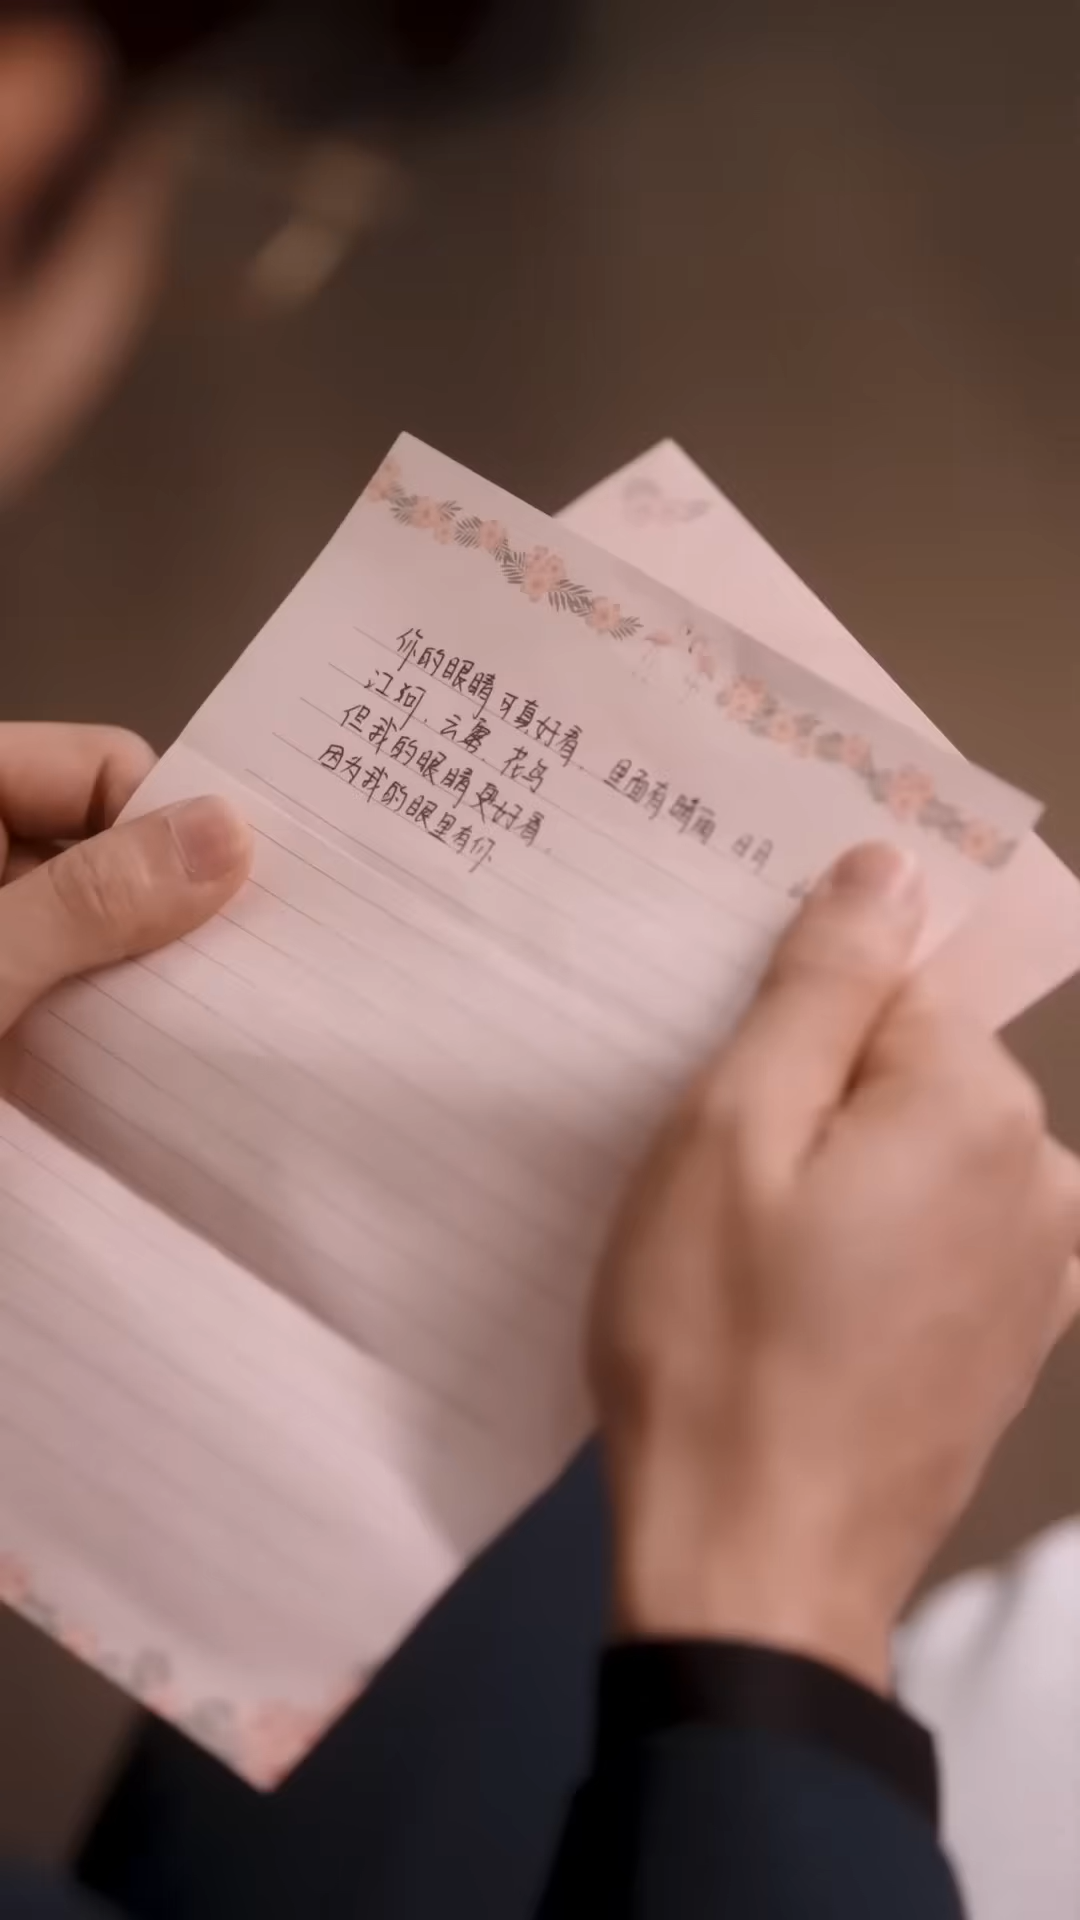 你的眼睛可真好看，里面有晴雨，日月，
江河，云雾，花鸟
但我的眼睛更好看，
因为我的眼里有你